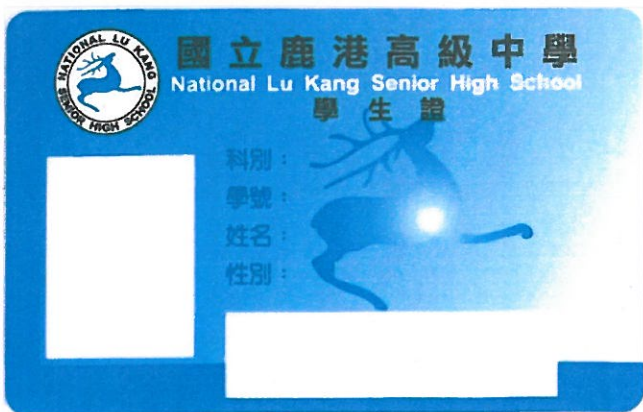 NATIONAL LU KANG
SENIOR HIGH SCHOOL
國立鹿港高級中學
National Lu Kang Senior High School
學生證
科別：
學號：
姓名：
性別：